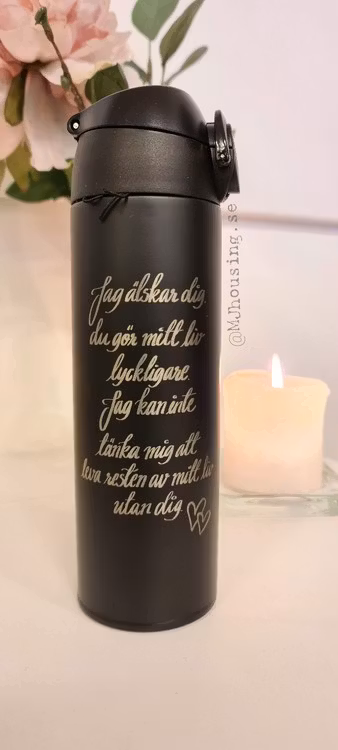 Jag älskar dig,
du gör mitt liv
lyckligare.
Jag kan inte
tänka mig att
leva resten av mitt liv
utan dig
@MJhousing.se